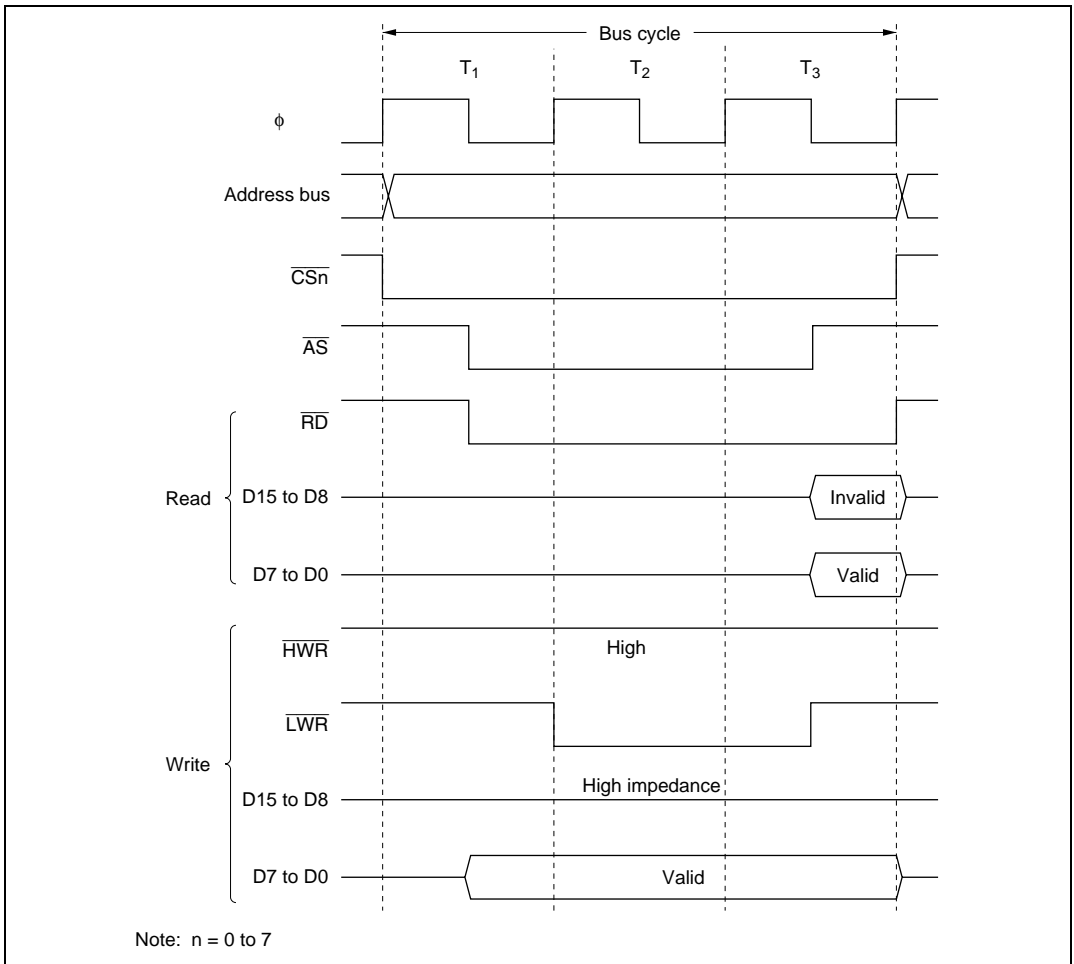 Bus cycle
T1 T2 T3
φ
Address bus
CSn
AS
RD
Read
D15 to D8 Invalid
D7 to D0 Valid
HWR High
LWR
Write
D15 to D8 High impedance
D7 to D0 Valid
Note: n = 0 to 7